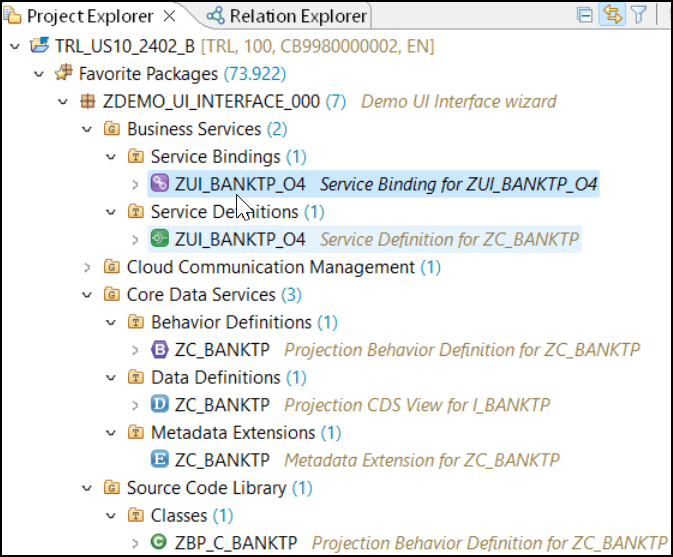 Project Explorer Relation Explorer
TRL_US10_2402_B [TRL, 100, CB9980000002, EN]
Favorite Packages (73.922)
ZDEMO_UI_INTERFACE_000 (7) Demo UI Interface wizard
Business Services (2)
Service Bindings (1)
ZUI_BANKTP_O4 Service Binding for ZUI_BANKTP_O4
Service Definitions (1)
ZUI_BANKTP_O4 Service Definition for ZC_BANKTP
Cloud Communication Management (1)
Core Data Services (3)
Behavior Definitions (1)
B ZC_BANKTP Projection Behavior Definition for ZC_BANKTP
Data Definitions (1)
D ZC_BANKTP Projection CDS View for I_BANKTP
Metadata Extensions (1)
E ZC_BANKTP Metadata Extension for ZC_BANKTP
Source Code Library (1)
Classes (1)
C ZBP_C_BANKTP Projection Behavior Definition for ZC_BANKTP